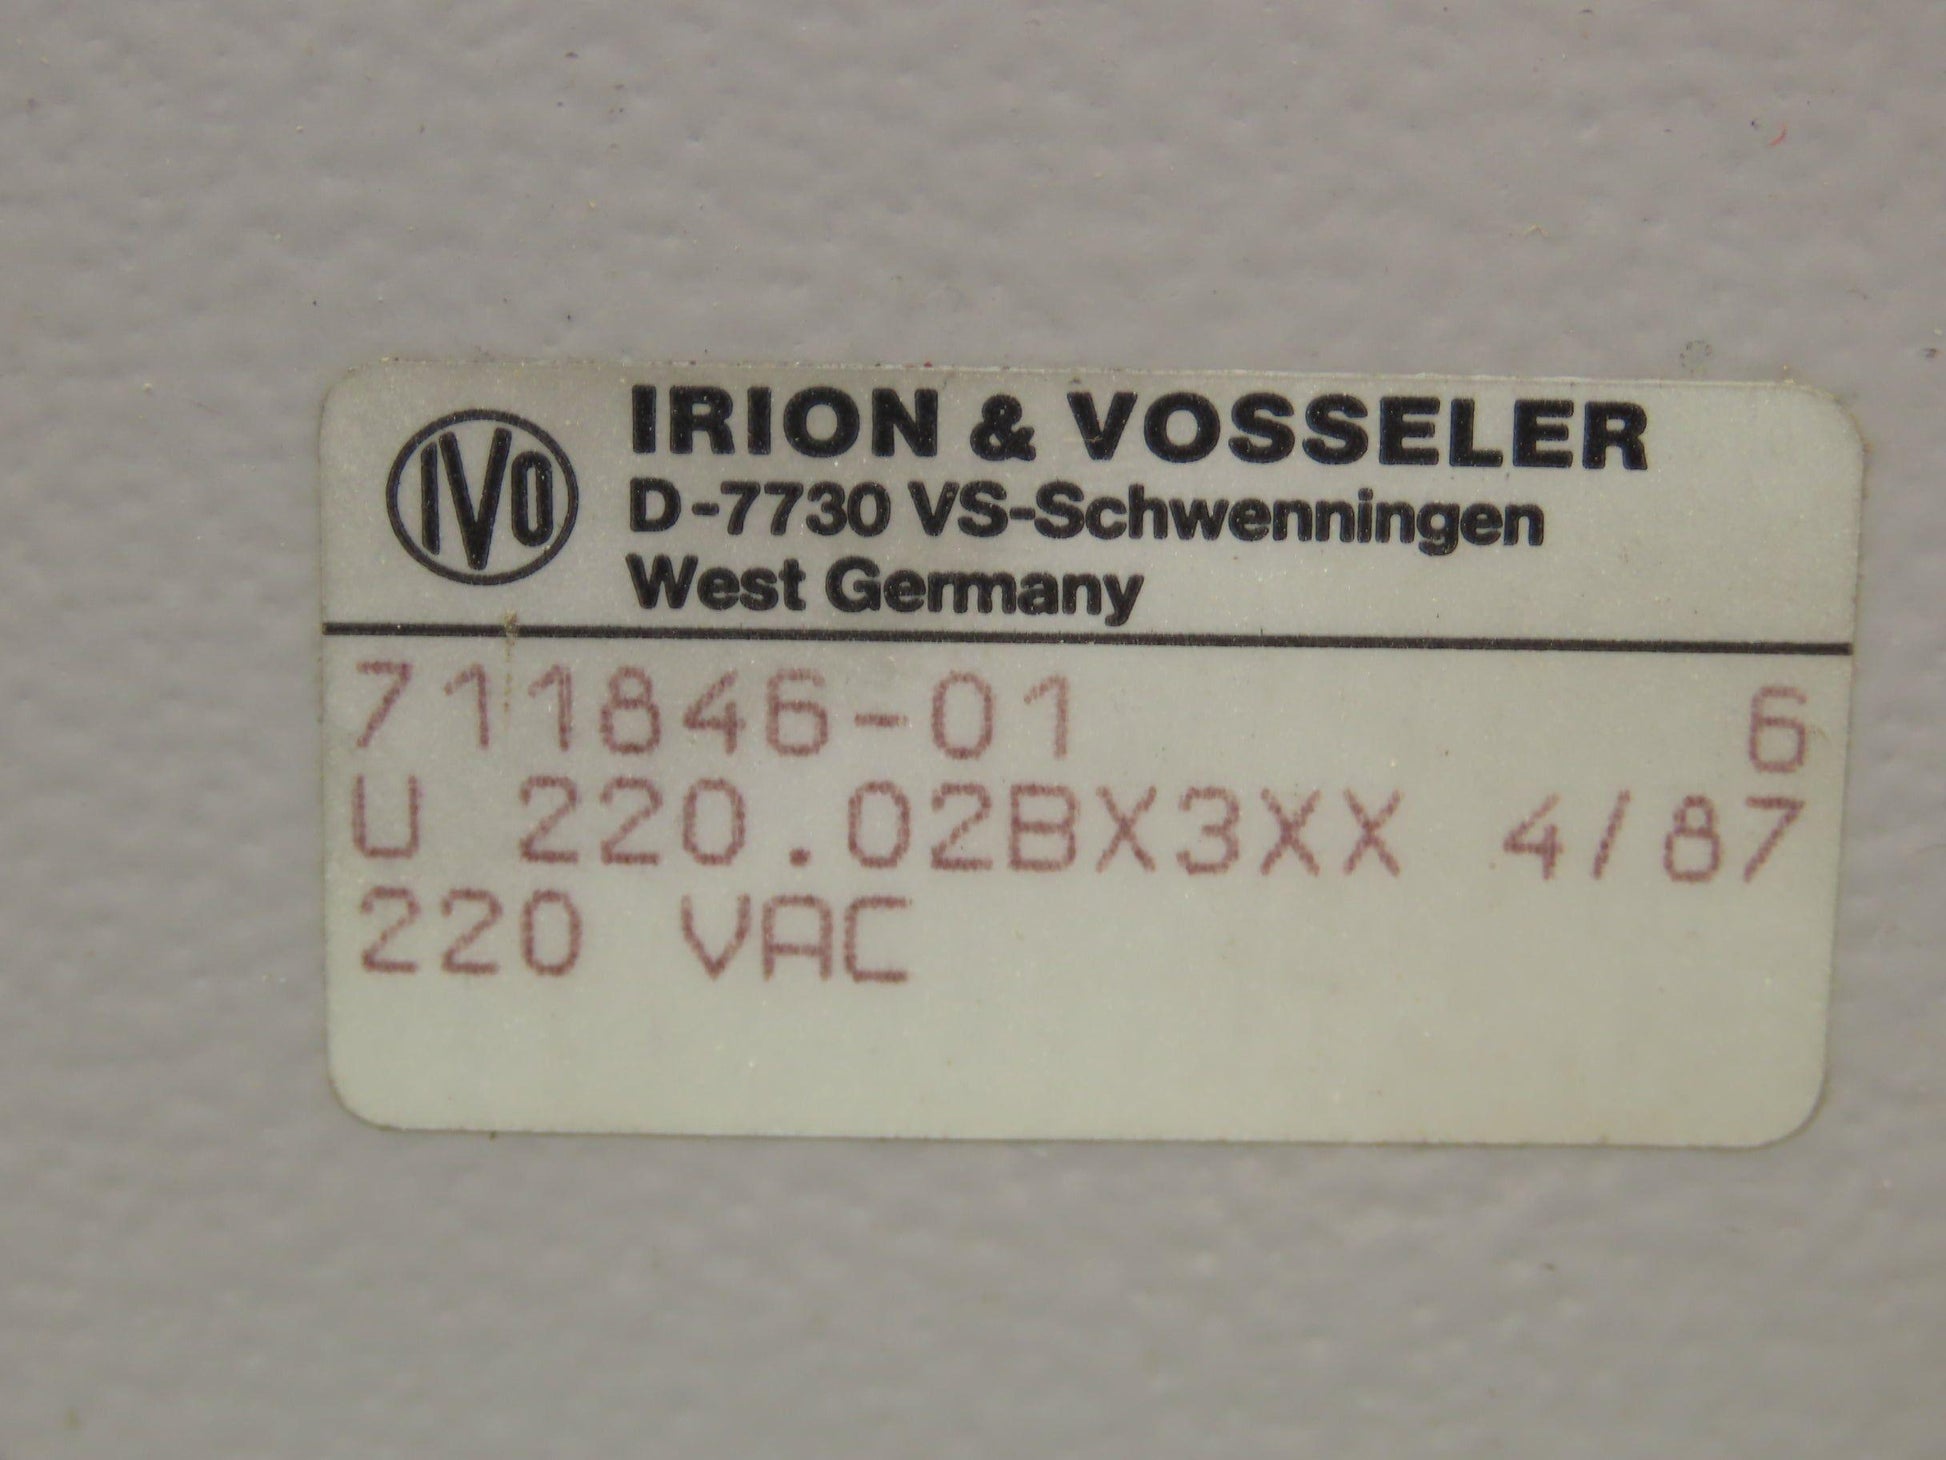 IVO
IRION & VOSSELER
D-7730 VS-Schwenningen
West Germany
711846-01 6
U 220.02BX3XX 4/87
220 VAC